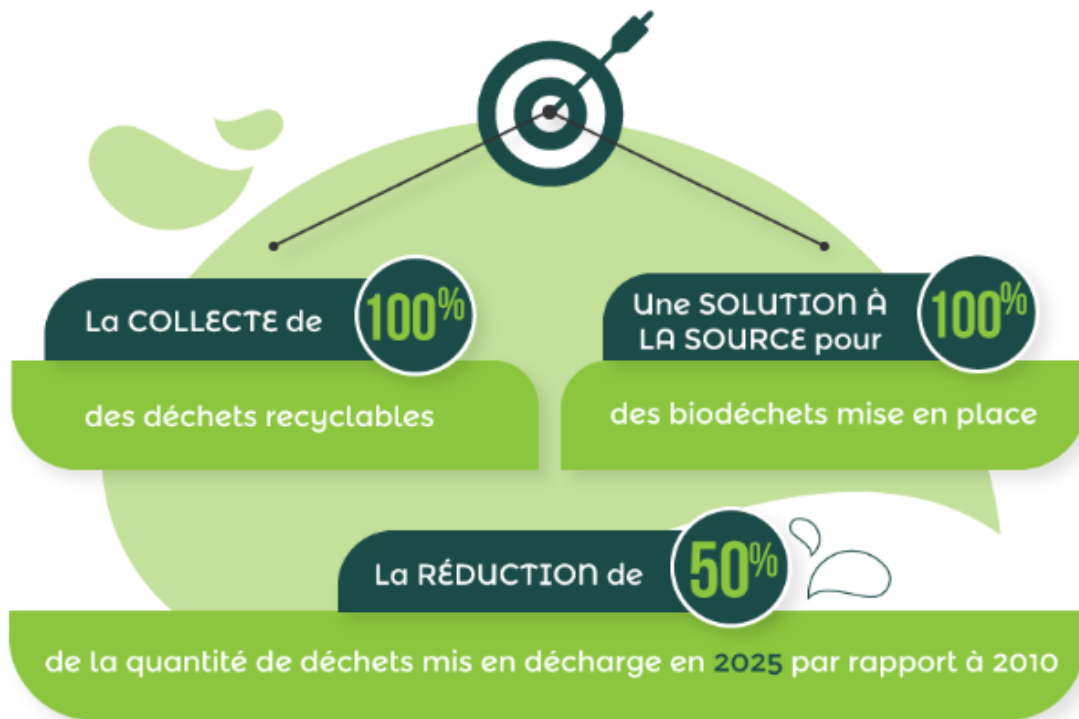 La COLLECTE de 100%
des déchets recyclables
Une SOLUTION À
LA SOURCE pour 100%
des biodéchets mise en place
La RÉDUCTION de 50%
de la quantité de déchets mis en décharge en 2025 par rapport à 2010